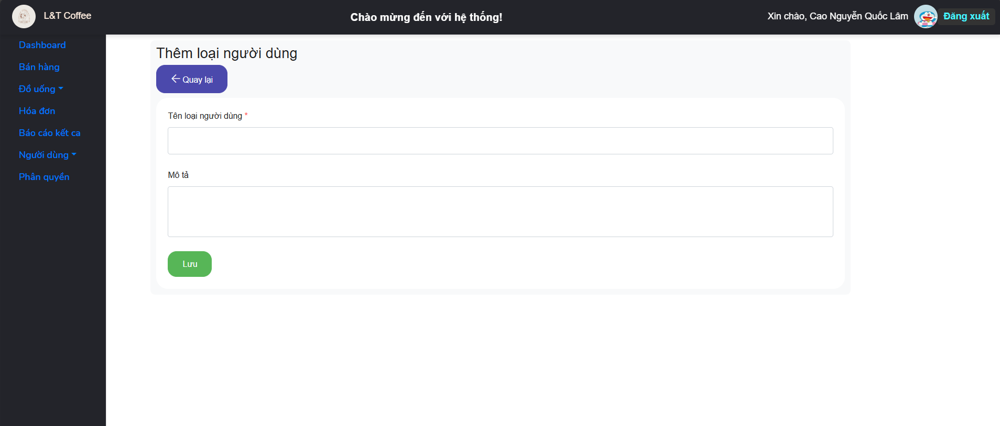 L&T Coffee
Chào mừng đến với hệ thống!
Xin chào, Cao Nguyễn Quốc Lâm
Đăng xuất
Dashboard
Bán hàng
Đồ uống
Hóa đơn
Báo cáo kết ca
Người dùng
Phân quyền
Thêm loại người dùng
Quay lại
Tên loại người dùng *
Mô tả
Lưu